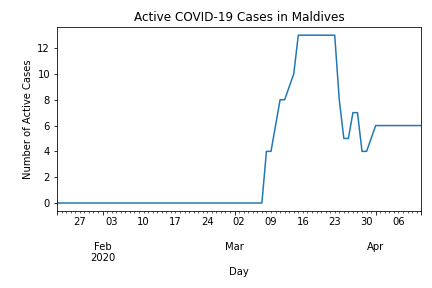 Active COVID-19 Cases in Maldives
Number of Active Cases
12
10
8
6
4
2
0
27 03 10 17 24 02 09 16 23 30 06
Feb Mar Apr
2020
Day